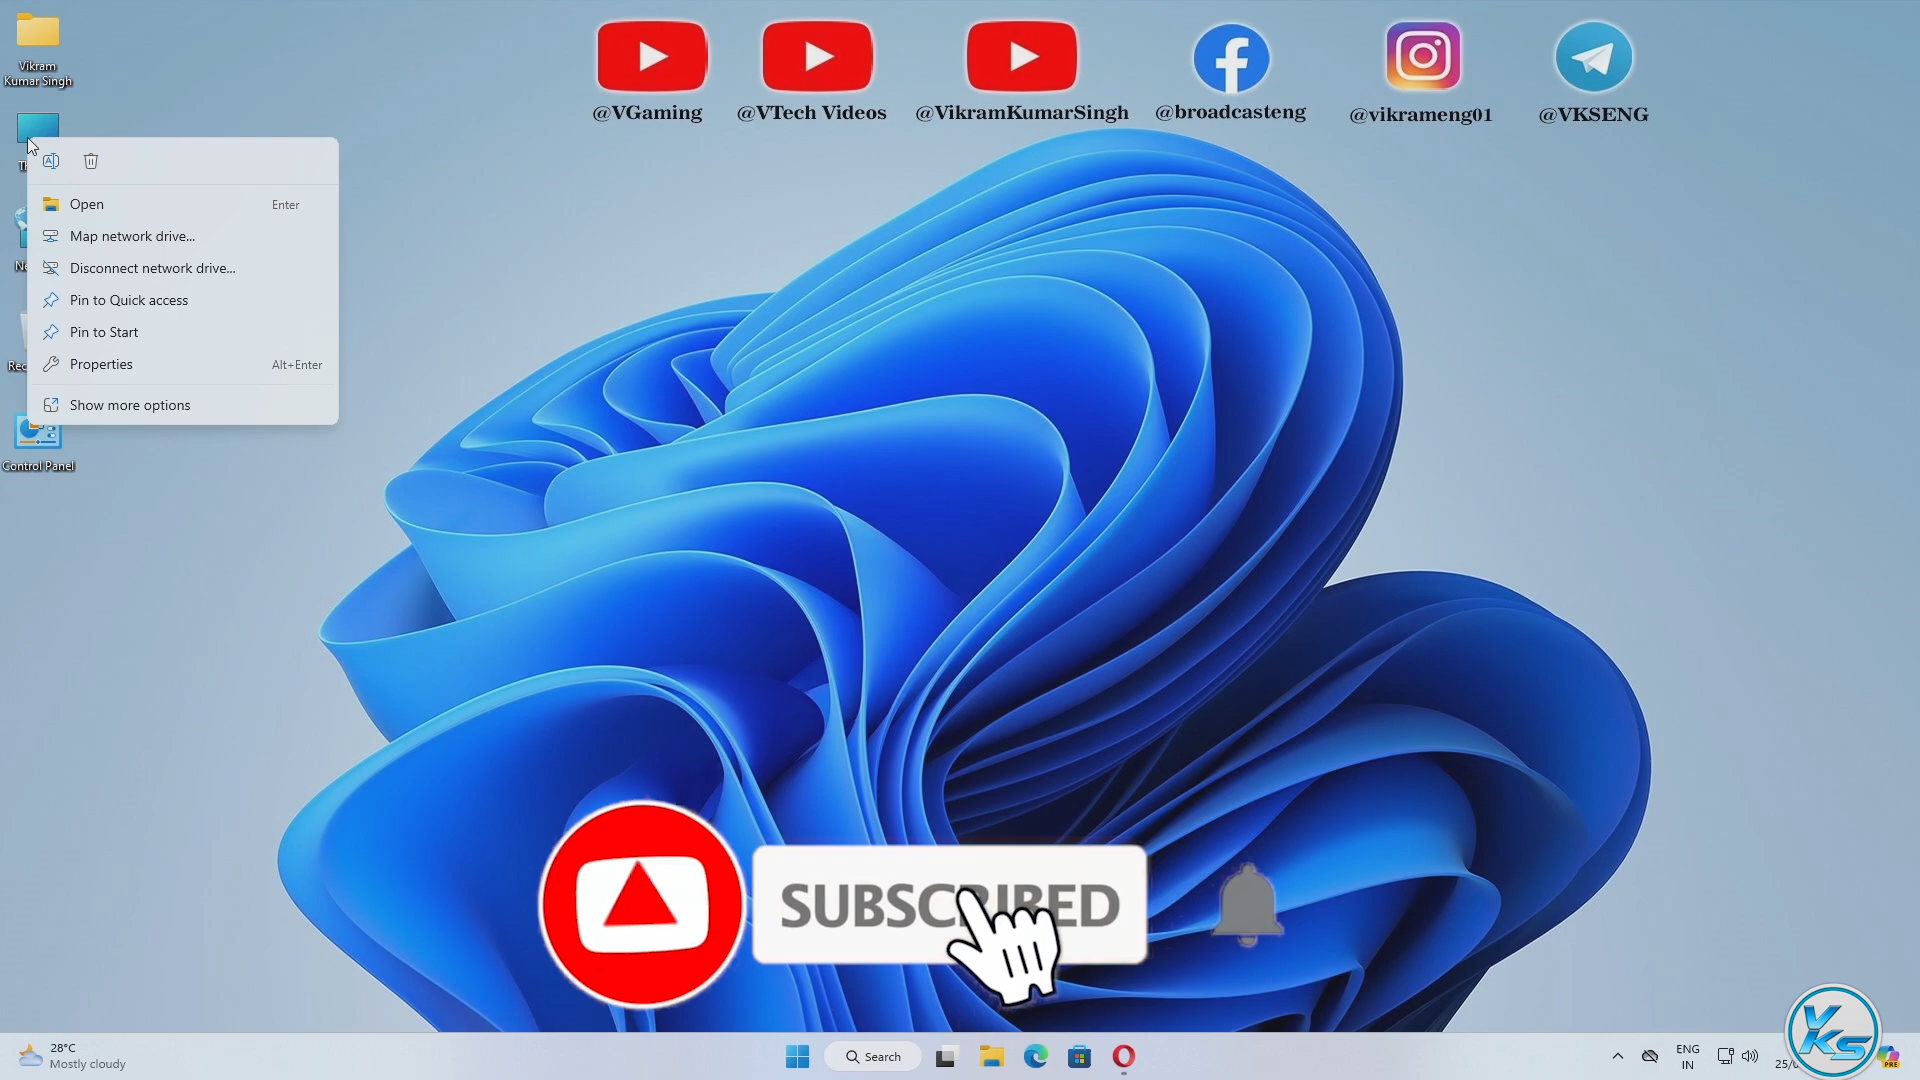 Vikram
Kumar Singh
@VGaming
@VTech Videos
@VikramKumarSingh
@broadcasteng
@vikrameng01
@VKSENG
Open Enter
Map network drive...
Disconnect network drive...
Pin to Quick access
Pin to Start
Properties Alt+Enter
Show more options
Control Panel
SUBSCRIBED
28°C
Mostly cloudy
Search
ENG
IN
VKS
PRE